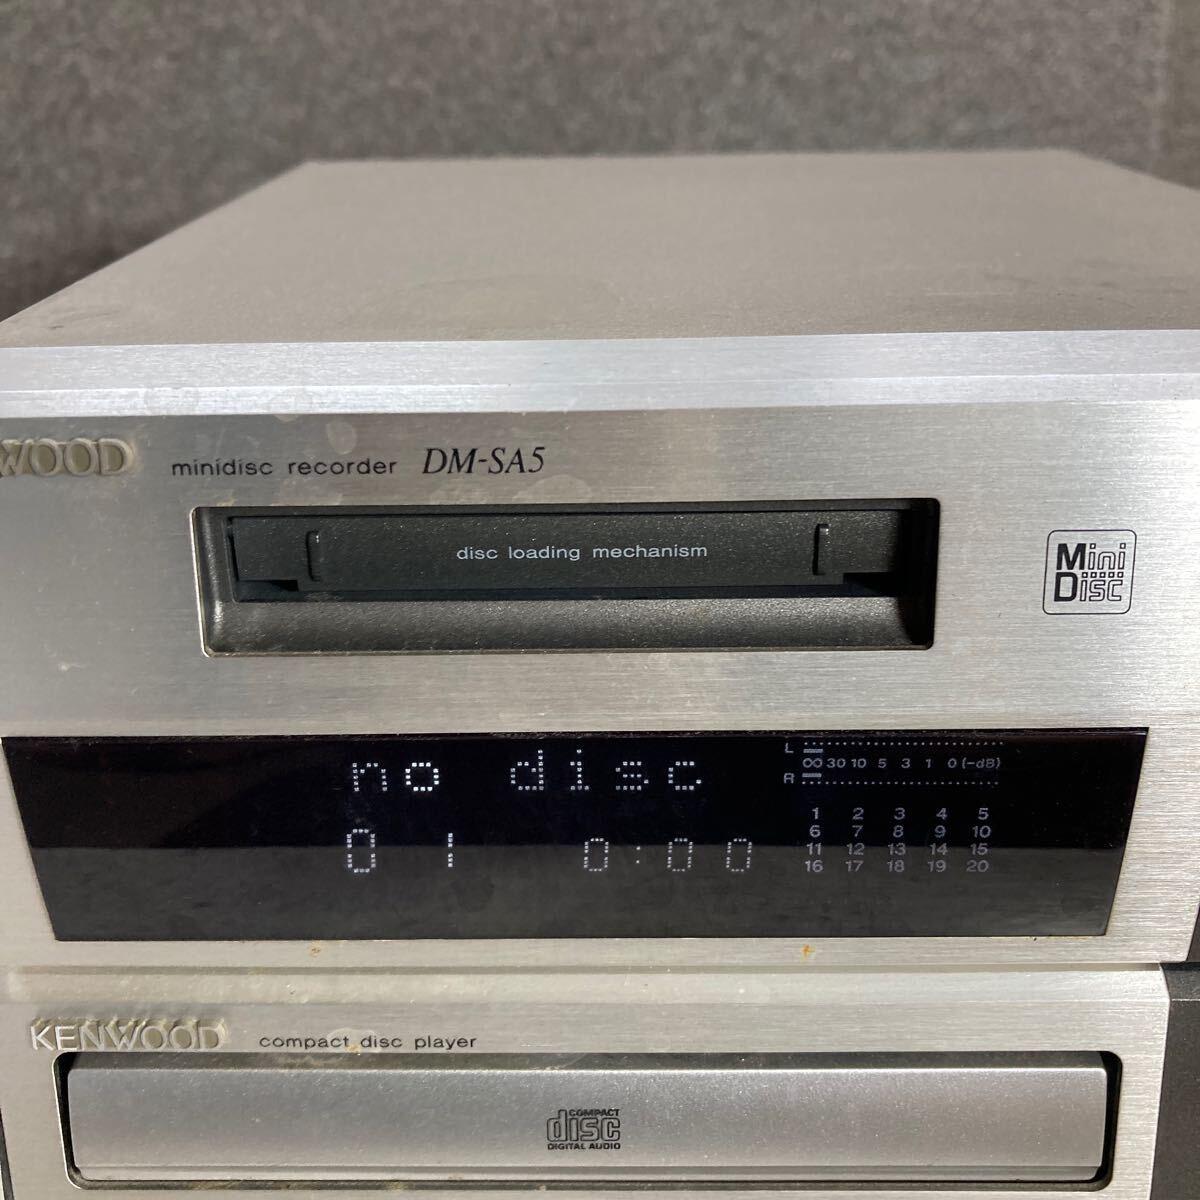 WOOD minidisc recorder DM-SA5
disc loading mechanism
Mini Disc
no disc
01 0:00
L
∞ 30 10 5 3 1 0 (-dB)
R
1 2 3 4 5
6 7 8 9 10
11 12 13 14 15
16 17 18 19 20
KENWOOD compact disc player
COMPACT
disc
DIGITAL AUDIO